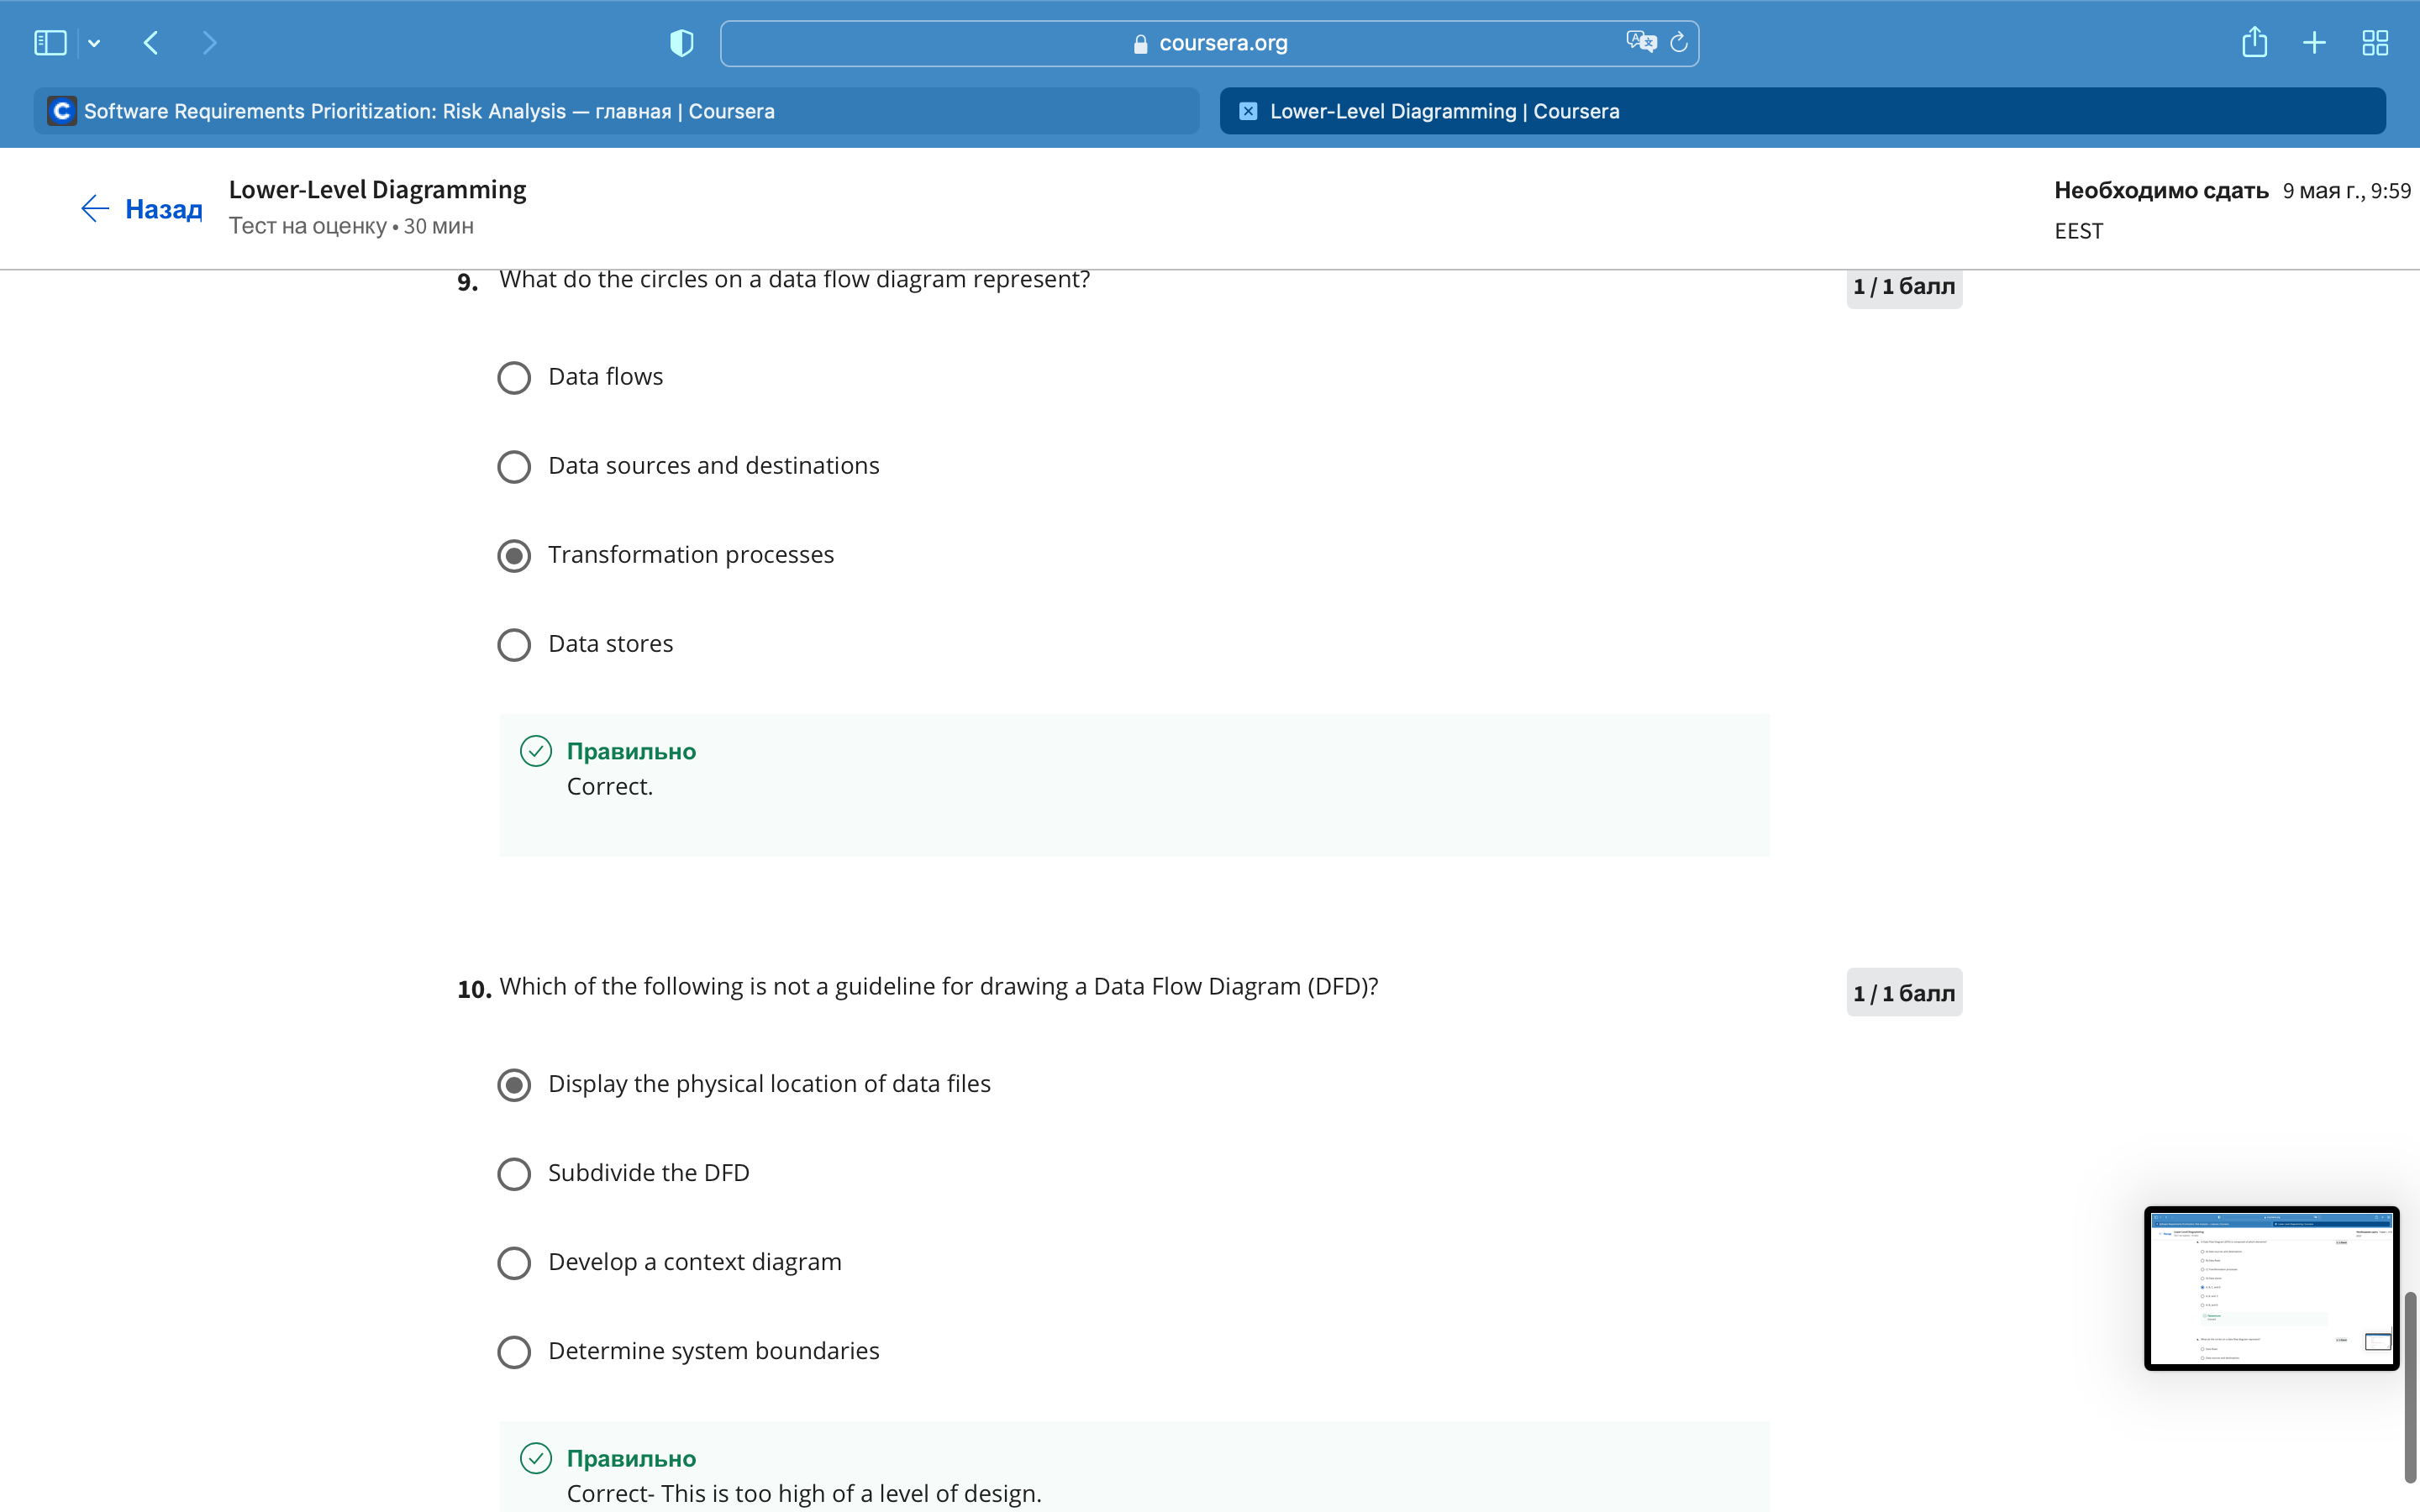 coursera.org
Software Requirements Prioritization: Risk Analysis — главная | Coursera
Lower-Level Diagramming | Coursera
Назад
Lower-Level Diagramming
Тест на оценку • 30 мин
Необходимо сдать 9 мая г., 9:59
EEST
9. What do the circles on a data flow diagram represent?
1 / 1 балл
Data flows
Data sources and destinations
Transformation processes
Data stores
Правильно
Correct.
10. Which of the following is not a guideline for drawing a Data Flow Diagram (DFD)?
1 / 1 балл
Display the physical location of data files
Subdivide the DFD
Develop a context diagram
Determine system boundaries
Правильно
Correct- This is too high of a level of design.